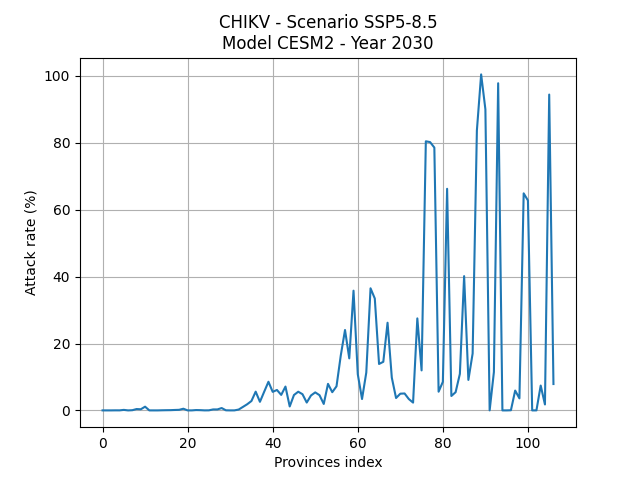 CHIKV - Scenario SSP5-8.5
Model CESM2 - Year 2030
100
80
60
40
20
0
Attack rate (%)
0 20 40 60 80 100
Provinces index